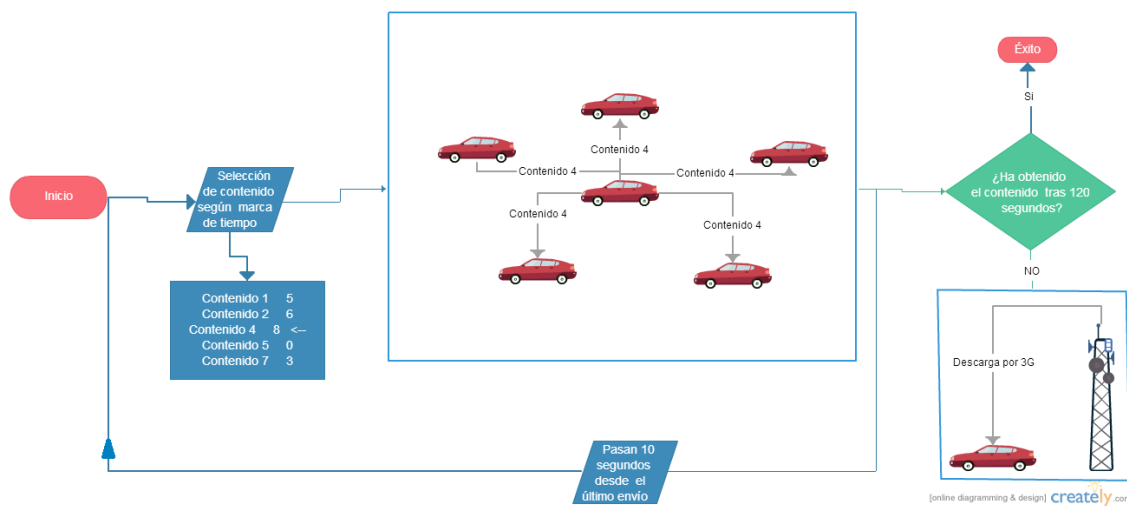 Inicio
Selección
de contenido
según marca
de tiempo
Contenido 1 5
Contenido 2 6
Contenido 4 8 <--
Contenido 5 0
Contenido 7 3
Contenido 4
Contenido 4
Contenido 4
Contenido 4
Contenido 4
Pasan 10
segundos
desde el
último envío
Éxito
Si
¿Ha obtenido
el contenido tras 120
segundos?
NO
Descarga por 3G
[online diagramming & design] creately.com